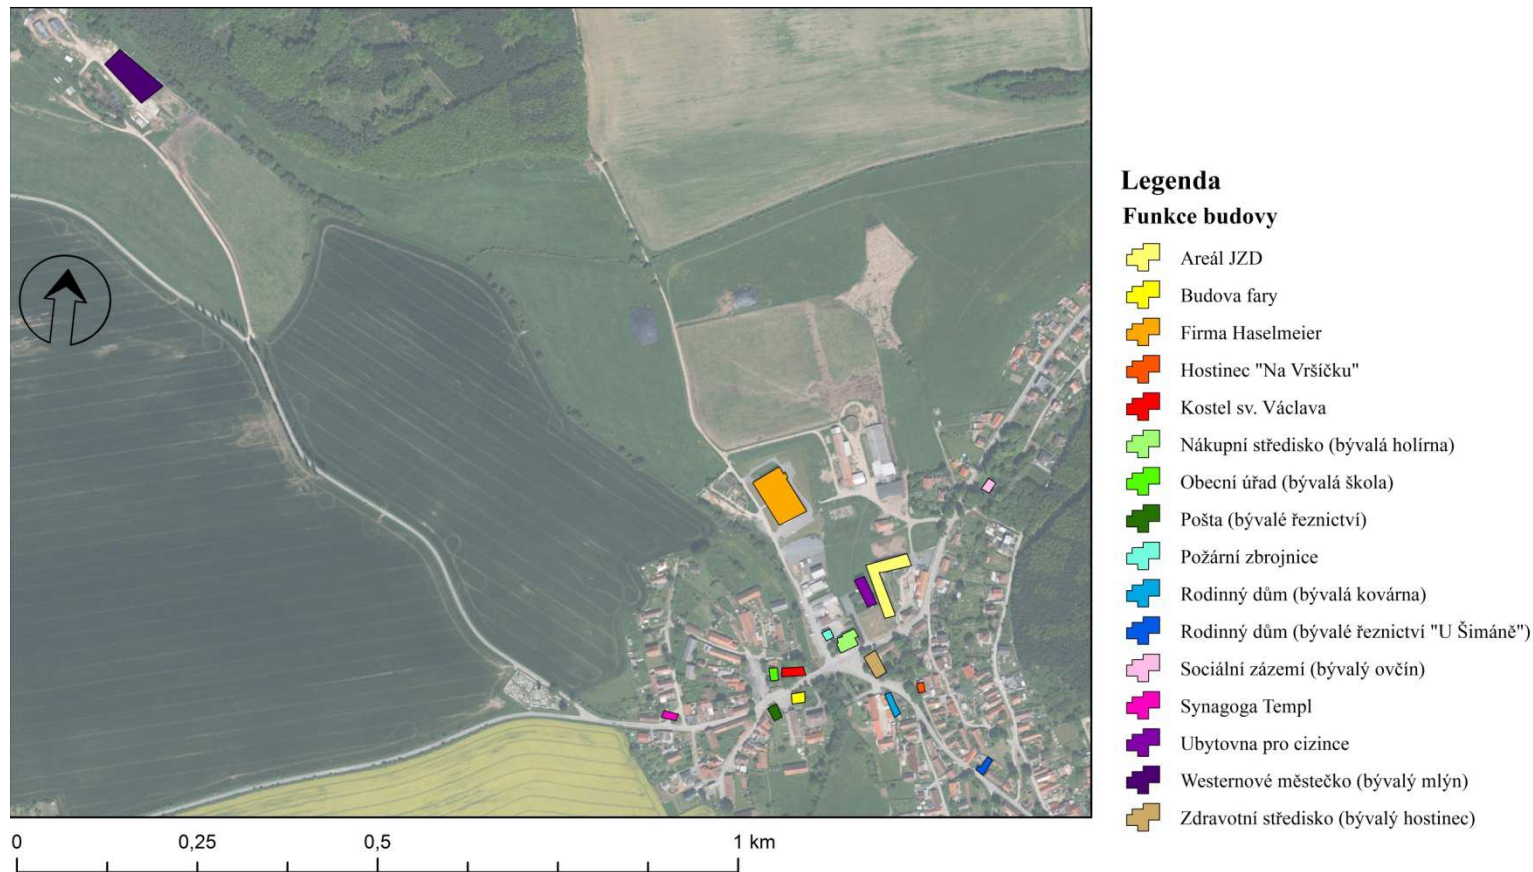 Legenda
Funkce budovy
Areál JZD
Budova fary
Firma Haselmeier
Hostinec "Na Vršíčku"
Kostel sv. Václava
Nákupní středisko (bývalá holírna)
Obecní úřad (bývalá škola)
Pošta (bývalé řeznictví)
Požární zbrojnice
Rodinný dům (bývalá kovárna)
Rodinný dům (bývalé řeznictví "U Šimáně")
Sociální zázemí (bývalý ovčín)
Synagoga Templ
Ubytovna pro cizince
Westernové městečko (bývalý mlýn)
Zdravotní středisko (bývalý hostinec)
0 0,25 0,5 1 km